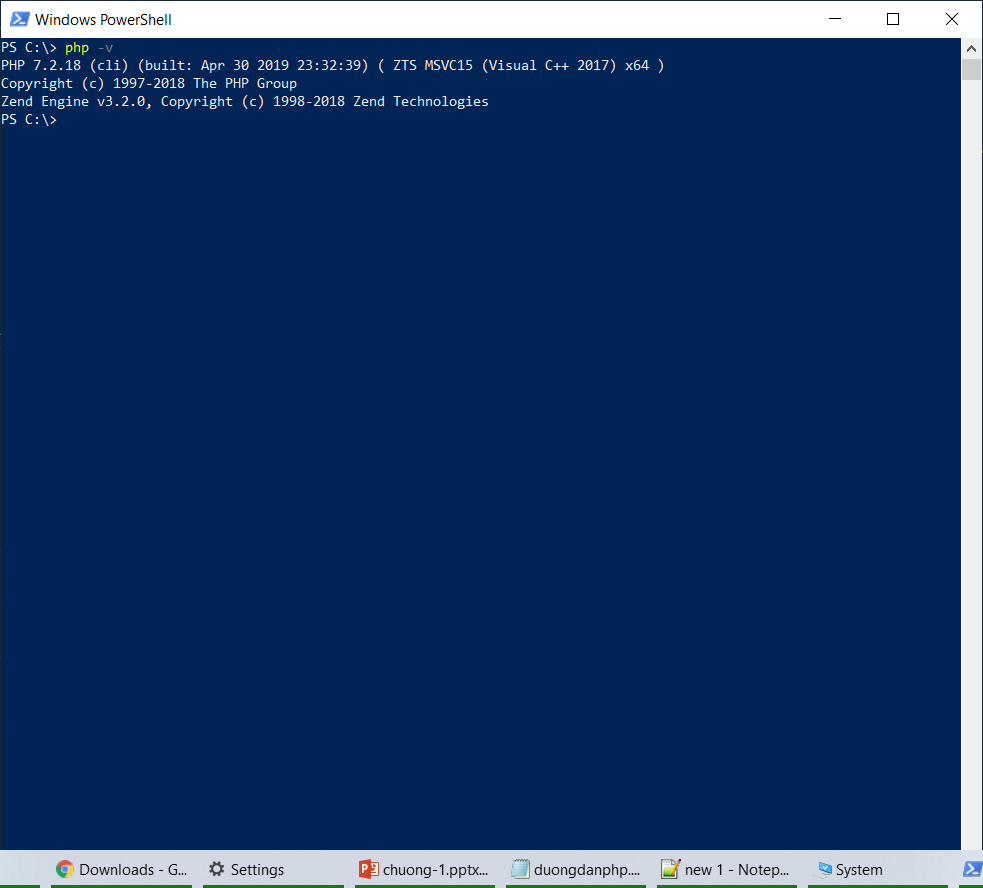 Windows PowerShell
PS C:\> php -v
PHP 7.2.18 (cli) (built: Apr 30 2019 23:32:39) ( ZTS MSVC15 (Visual C++ 2017) x64 )
Copyright (c) 1997-2018 The PHP Group
Zend Engine v3.2.0, Copyright (c) 1998-2018 Zend Technologies
PS C:\>
Downloads - G... Settings chuong-1.pptx... duongdanphp.... new 1 - Notep... System